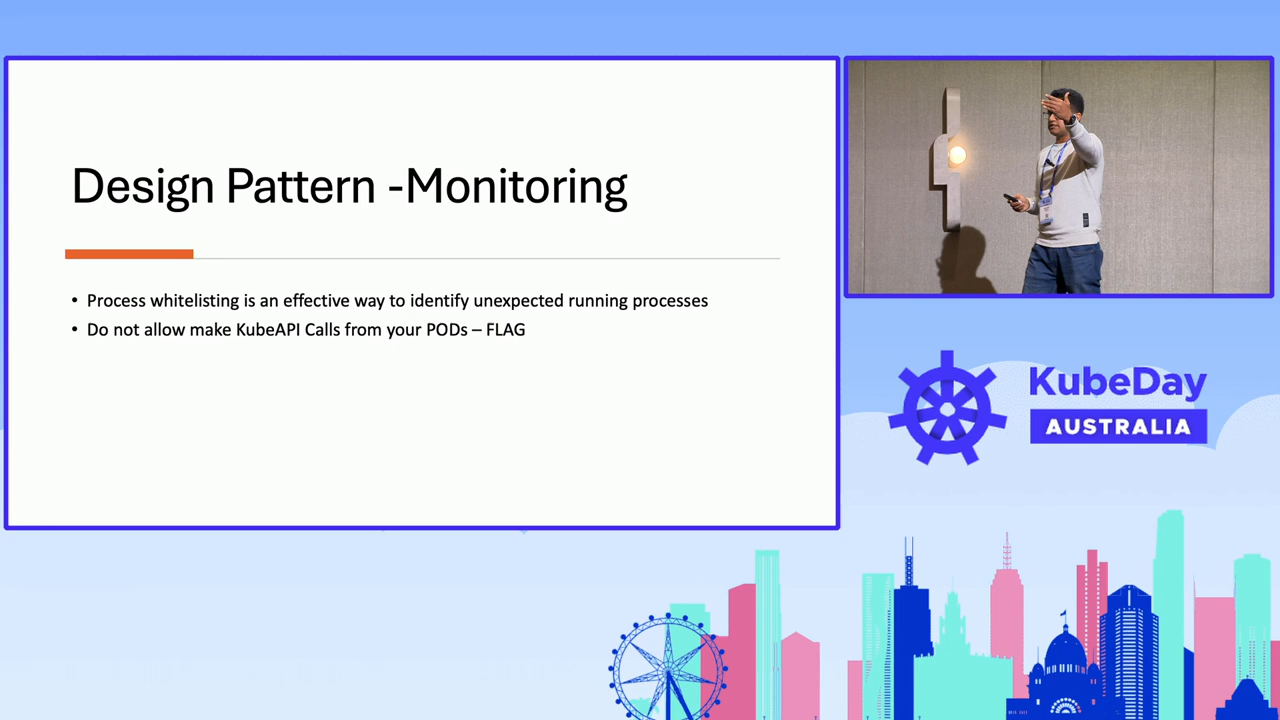 Design Pattern -Monitoring
• Process whitelisting is an effective way to identify unexpected running processes
• Do not allow make KubeAPI Calls from your PODs – FLAG
KubeDay
AUSTRALIA